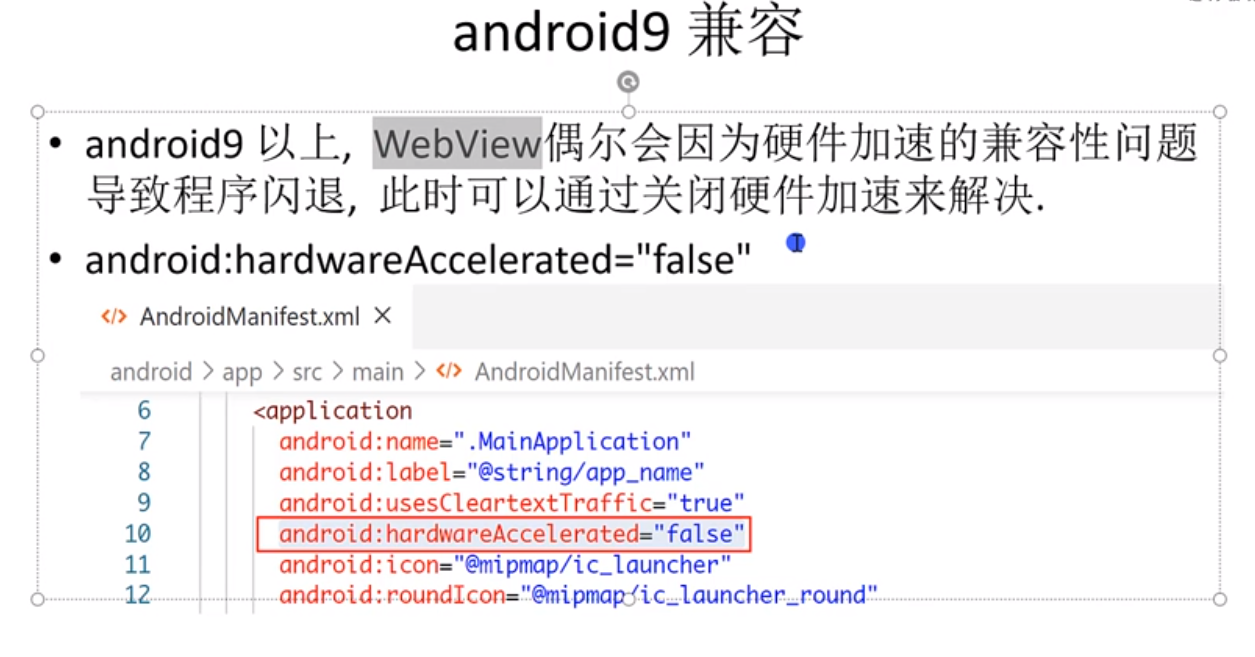 android9 兼容
• android9 以上, WebView偶尔会因为硬件加速的兼容性问题
导致程序闪退, 此时可以通过关闭硬件加速来解决.
• android:hardwareAccelerated="false"
</> AndroidManifest.xml ×
android > app > src > main > </> AndroidManifest.xml
6 <application
7 android:name=".MainApplication"
8 android:label="@string/app_name"
9 android:usesCleartextTraffic="true"
10 android:hardwareAccelerated="false"
11 android:icon="@mipmap/ic_launcher"
12 android:roundIcon="@mipmap/ic_launcher_round"